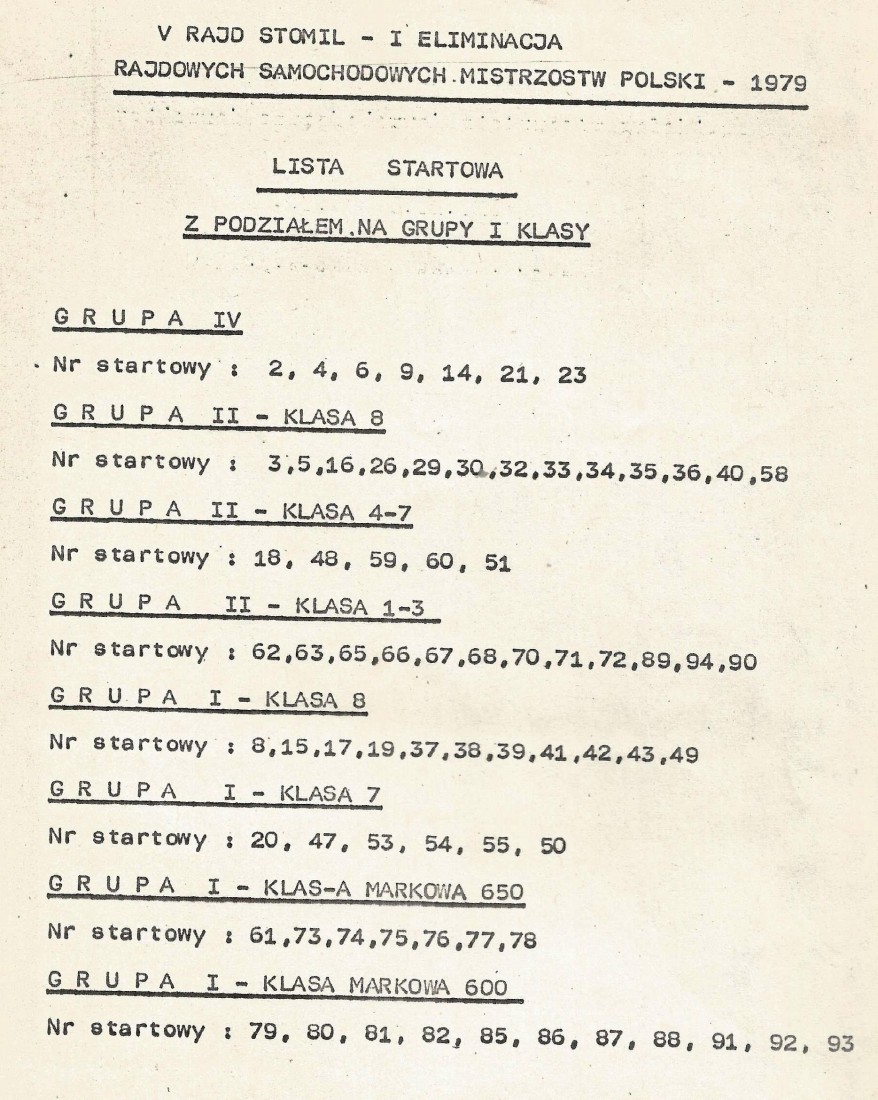 V RAJD STOMIL - I ELIMINACJA
RAJDOWYCH SAMOCHODOWYCH MISTRZOSTW POLSKI - 1979
LISTA STARTOWA
Z PODZIAŁEM NA GRUPY I KLASY
G R U P A IV
Nr startowy : 2, 4, 6, 9, 14, 21, 23
G R U P A II - KLASA 8
Nr startowy : 3,5,16,26,29,30,32,33,34,35,36,40,58
G R U P A II - KLASA 4-7
Nr startowy : 18, 48, 59, 60, 51
G R U P A II - KLASA 1-3
Nr startowy : 62,63,65,66,67,68,70,71,72,89,94,90
G R U P A I - KLASA 8
Nr startowy : 8,15,17,19,37,38,39,41,42,43,49
G R U P A I - KLASA 7
Nr startowy : 20, 47, 53, 54, 55, 50
G R U P A I - KLAS-A MARKOWA 650
Nr startowy : 61,73,74,75,76,77,78
G R U P A I - KLASA MARKOWA 600
Nr startowy : 79, 80, 81, 82, 85, 86, 87, 88, 91, 92, 93